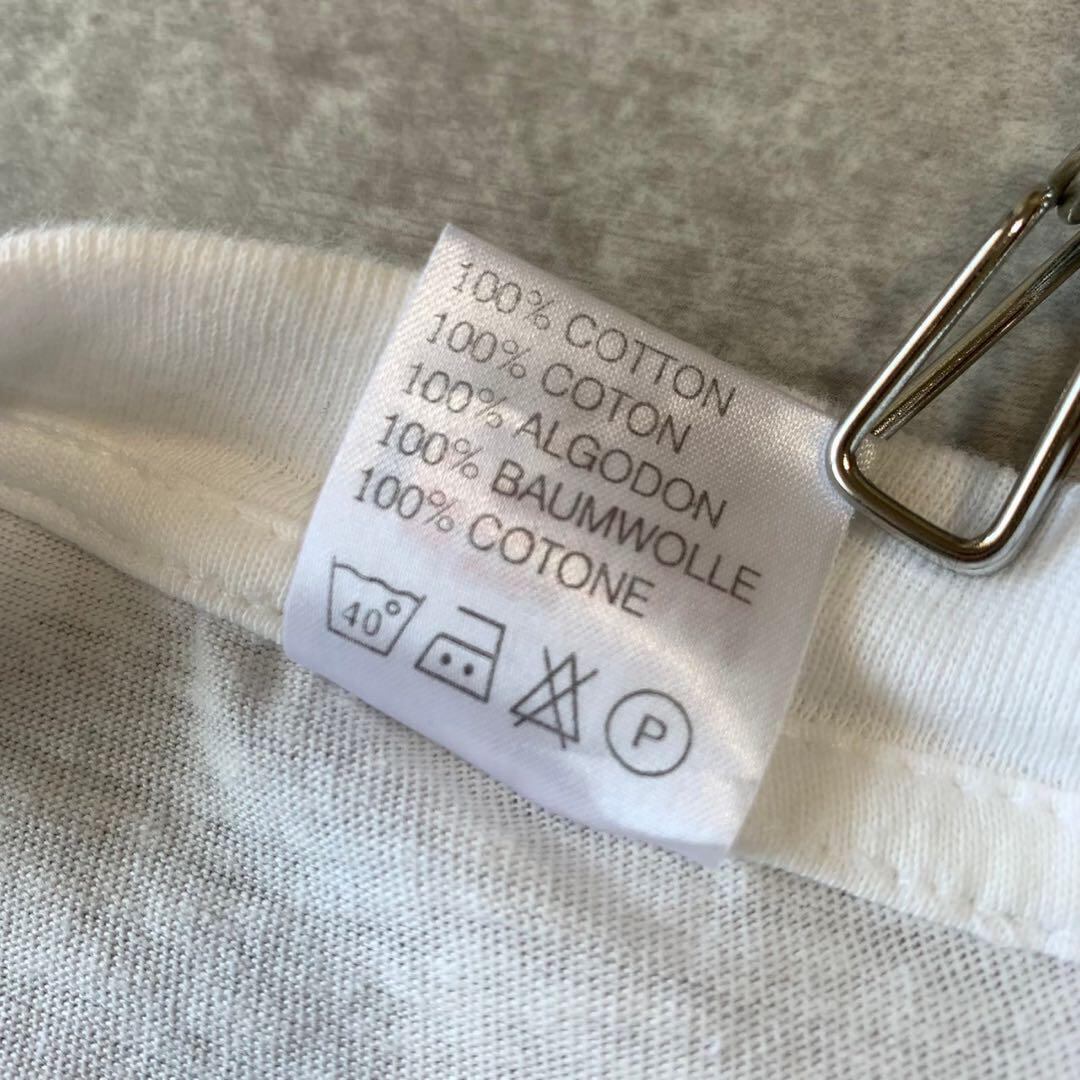 100% COTTON
100% COTON
100% ALGODON
100% BAUMWOLLE
100% COTONE
40° P